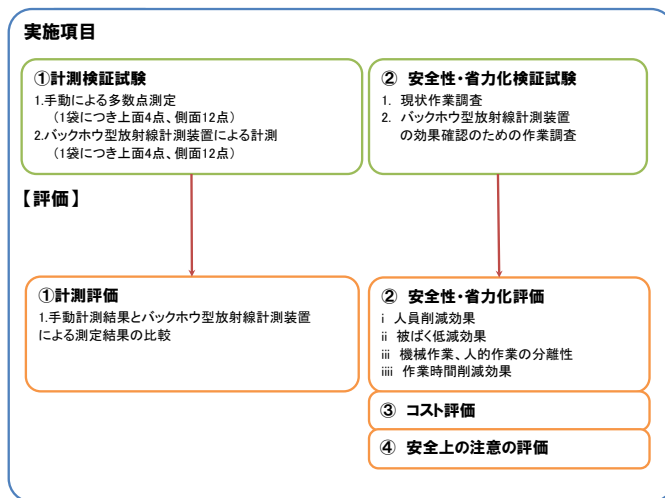 実施項目
①計測検証試験
1.手動による多数点測定
（1袋につき上面4点、側面12点）
2.バックホウ型放射線計測装置による計測
（1袋につき上面4点、側面12点）
② 安全性・省力化検証試験
1. 現状作業調査
2. バックホウ型放射線計測装置
の効果確認のための作業調査
【評価】
①計測評価
1.手動計測結果とバックホウ型放射線計測装置
による測定結果の比較
② 安全性・省力化評価
ⅰ 人員削減効果
ⅱ 被ばく低減効果
ⅲ 機械作業、人的作業の分離性
iiii 作業時間削減効果
③ コスト評価
④ 安全上の注意の評価